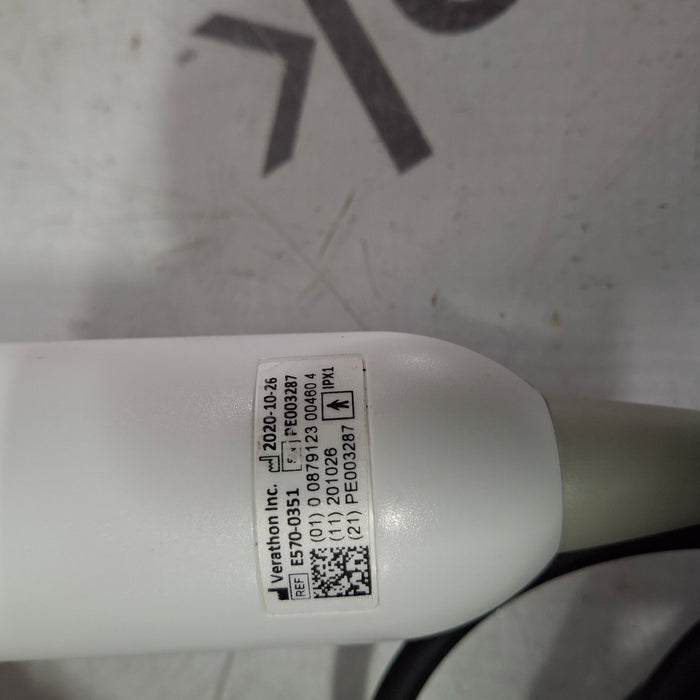 Verathon Inc. 2020-10-26
REF E570-0351 SN PE003287
(01) 0 0879123 00460 4
(11) 201026
(21) PE003287 IPX1